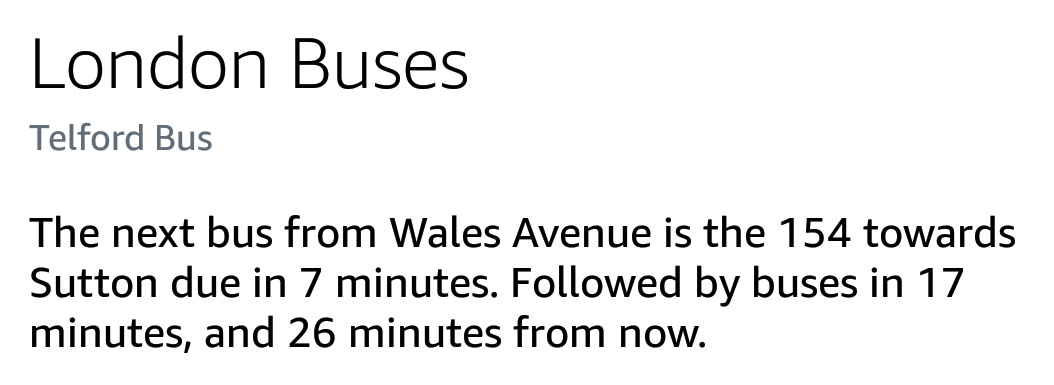 London Buses
Telford Bus
The next bus from Wales Avenue is the 154 towards
Sutton due in 7 minutes. Followed by buses in 17
minutes, and 26 minutes from now.